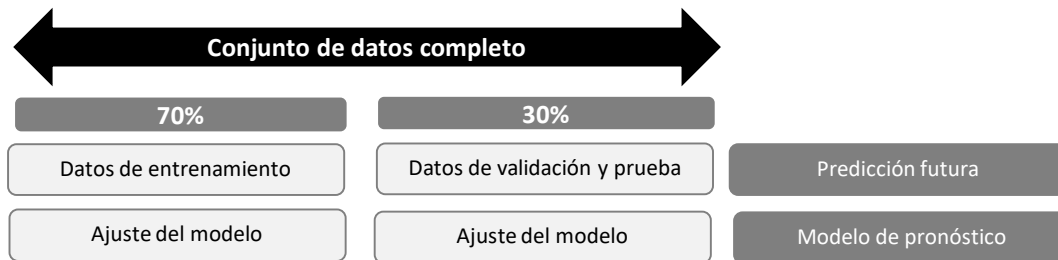 Conjunto de datos completo
70%
30%
Datos de entrenamiento
Datos de validación y prueba
Predicción futura
Ajuste del modelo
Ajuste del modelo
Modelo de pronóstico